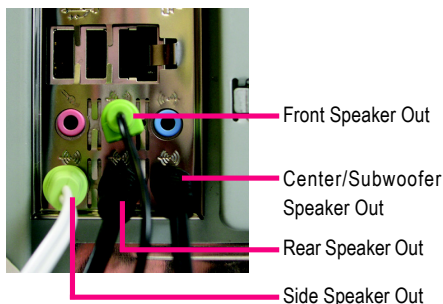 Front Speaker Out
Center/Subwoofer
Speaker Out
Rear Speaker Out
Side Speaker Out